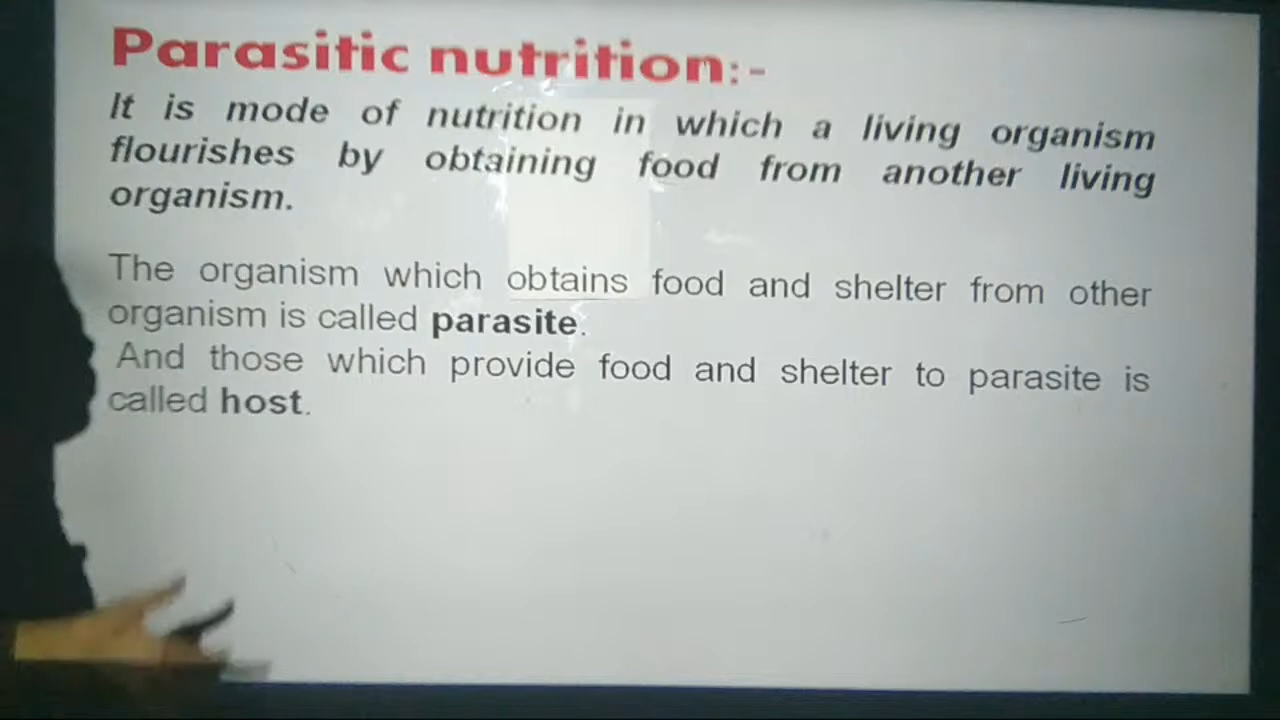 Parasitic nutrition:-
It is mode of nutrition in which a living organism
flourishes by obtaining food from another living
organism.
The organism which obtains food and shelter from other
organism is called parasite.
And those which provide food and shelter to parasite is
called host.